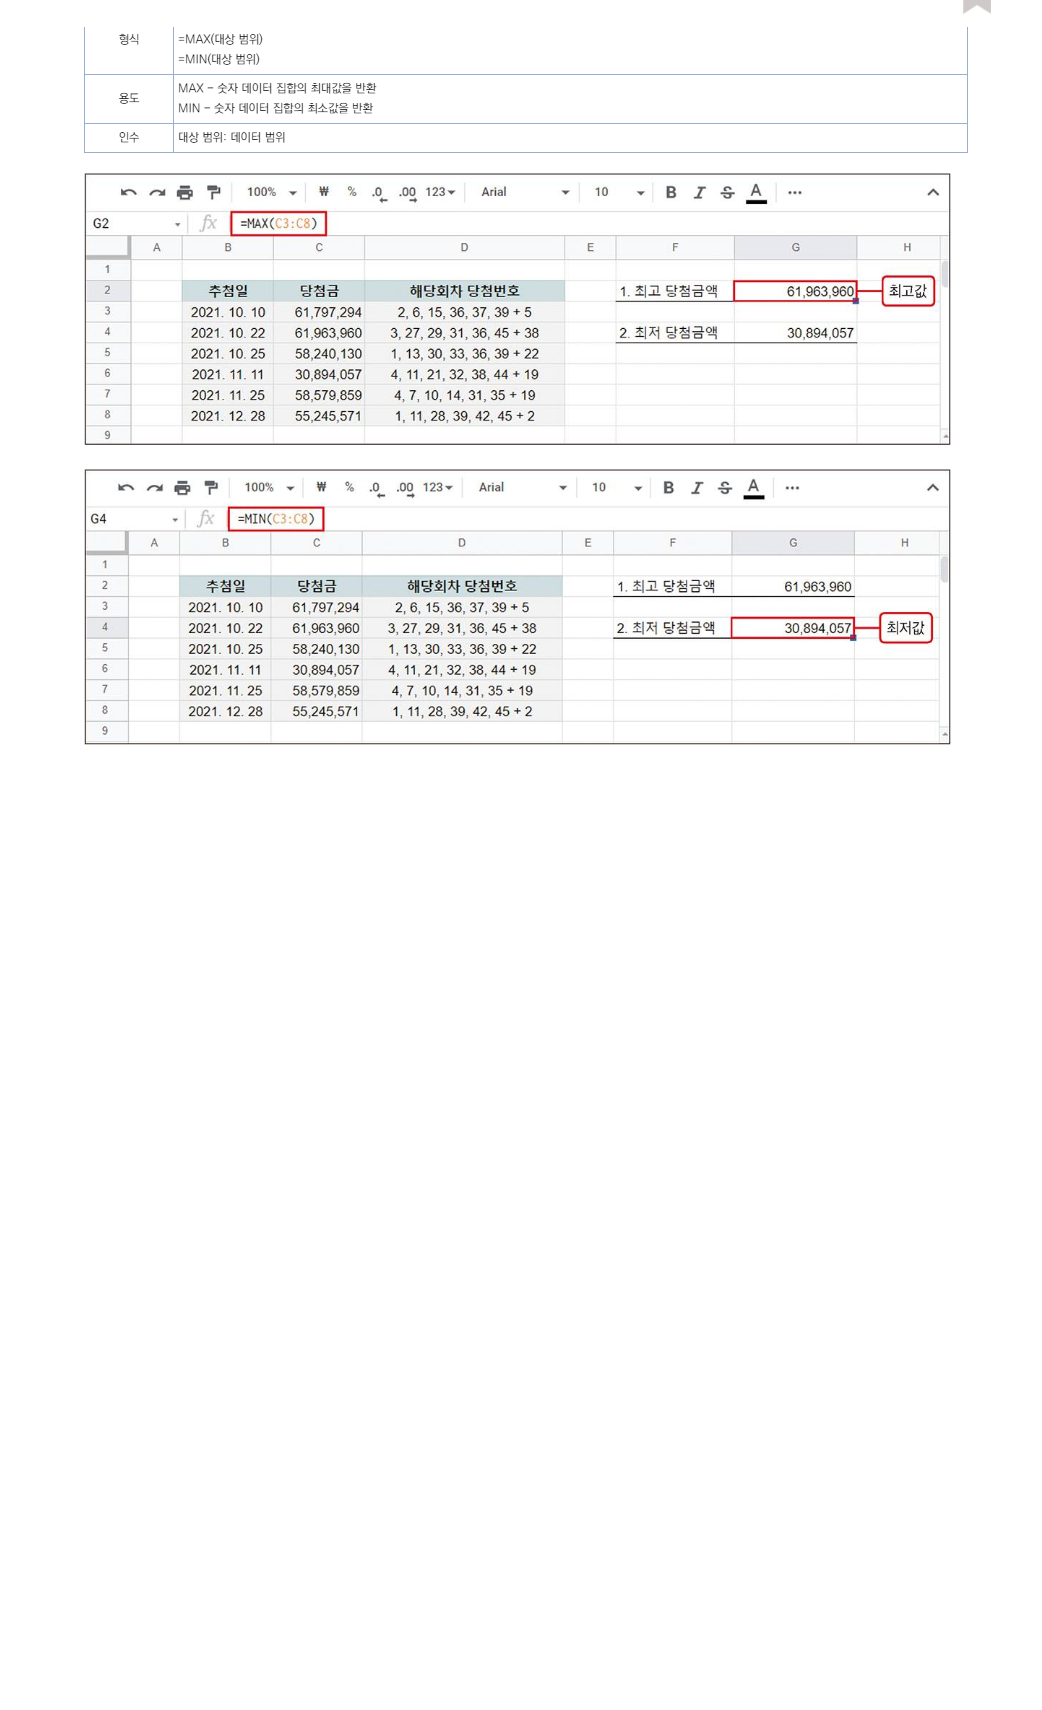 형식
=MAX(대상 범위)
=MIN(대상 범위)
용도
MAX – 숫자 데이터 집합의 최대값을 반환
MIN – 숫자 데이터 집합의 최소값을 반환
인수 대상 범위: 데이터 범위
100% ₩ % .0 .00 123 Arial 10 B I S A ...
G2 fx =MAX(C3:C8)
A B C D E F G H
1
2 추첨일 당첨금 해당회차 당첨번호 1. 최고 당첨금액 61,963,960 최고값
3 2021. 10. 10 61,797,294 2, 6, 15, 36, 37, 39 + 5
4 2021. 10. 22 61,963,960 3, 27, 29, 31, 36, 45 + 38 2. 최저 당첨금액 30,894,057
5 2021. 10. 25 58,240,130 1, 13, 30, 33, 36, 39 + 22
6 2021. 11. 11 30,894,057 4, 11, 21, 32, 38, 44 + 19
7 2021. 11. 25 58,579,859 4, 7, 10, 14, 31, 35 + 19
8 2021. 12. 28 55,245,571 1, 11, 28, 39, 42, 45 + 2
9
100% ₩ % .0 .00 123 Arial 10 B I S A ...
G4 fx =MIN(C3:C8)
A B C D E F G H
1
2 추첨일 당첨금 해당회차 당첨번호 1. 최고 당첨금액 61,963,960
3 2021. 10. 10 61,797,294 2, 6, 15, 36, 37, 39 + 5
4 2021. 10. 22 61,963,960 3, 27, 29, 31, 36, 45 + 38 2. 최저 당첨금액 30,894,057 최저값
5 2021. 10. 25 58,240,130 1, 13, 30, 33, 36, 39 + 22
6 2021. 11. 11 30,894,057 4, 11, 21, 32, 38, 44 + 19
7 2021. 11. 25 58,579,859 4, 7, 10, 14, 31, 35 + 19
8 2021. 12. 28 55,245,571 1, 11, 28, 39, 42, 45 + 2
9